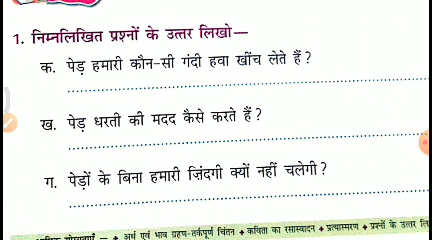 1. निम्नलिखित प्रश्नों के उत्तर लिखो—
क. पेड़ हमारी कौन-सी गंदी हवा खींच लेते हैं?
ख. पेड़ धरती की मदद कैसे करते हैं?
ग. पेड़ों के बिना हमारी ज़िंदगी क्यों नहीं चलेगी?
अर्थ एवं भाव ग्रहण-तर्कपूर्ण चिंतन ✦ कविता का रसास्वादन ✦ प्रत्यास्मरण ✦ प्रश्नों के उत्तर